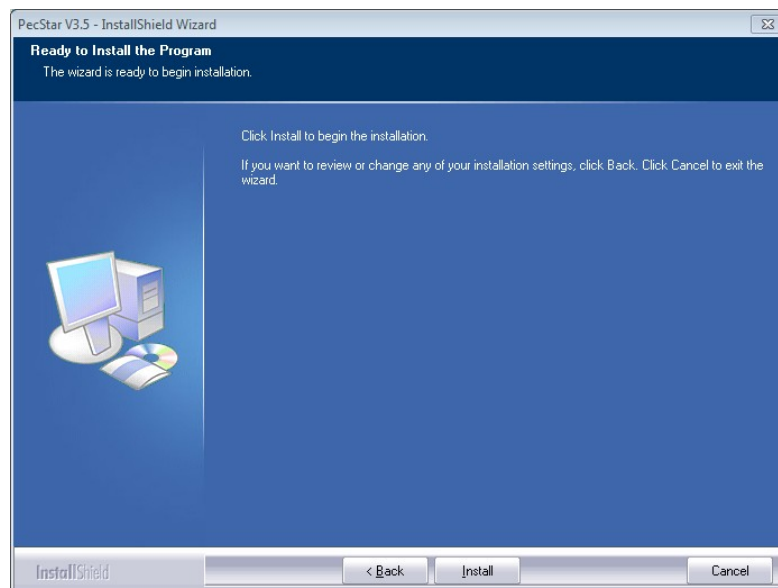 PecStar V3.5 - InstallShield Wizard
Ready to Install the Program
The wizard is ready to begin installation.
Click Install to begin the installation.
If you want to review or change any of your installation settings, click Back. Click Cancel to exit the
wizard.
InstallShield
< Back
Install
Cancel